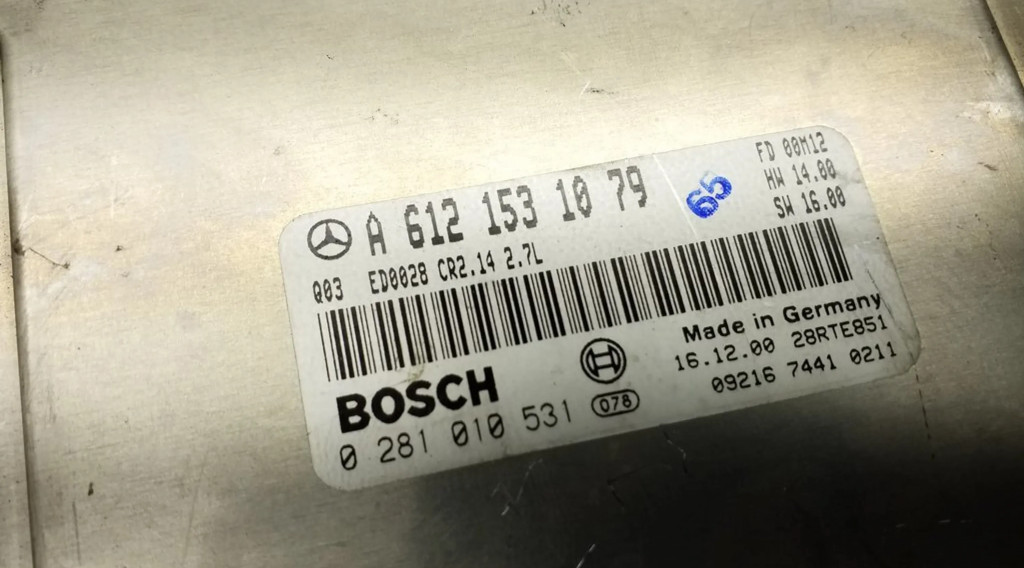 A 612 153 10 79
65
FD 00M12
HW 14.00
SW 16.00
Q03 ED0028 CR2.14 2.7L
Made in Germany
16.12.00 28RTE851
09216 7441 0211
BOSCH
0 281 010 531 078